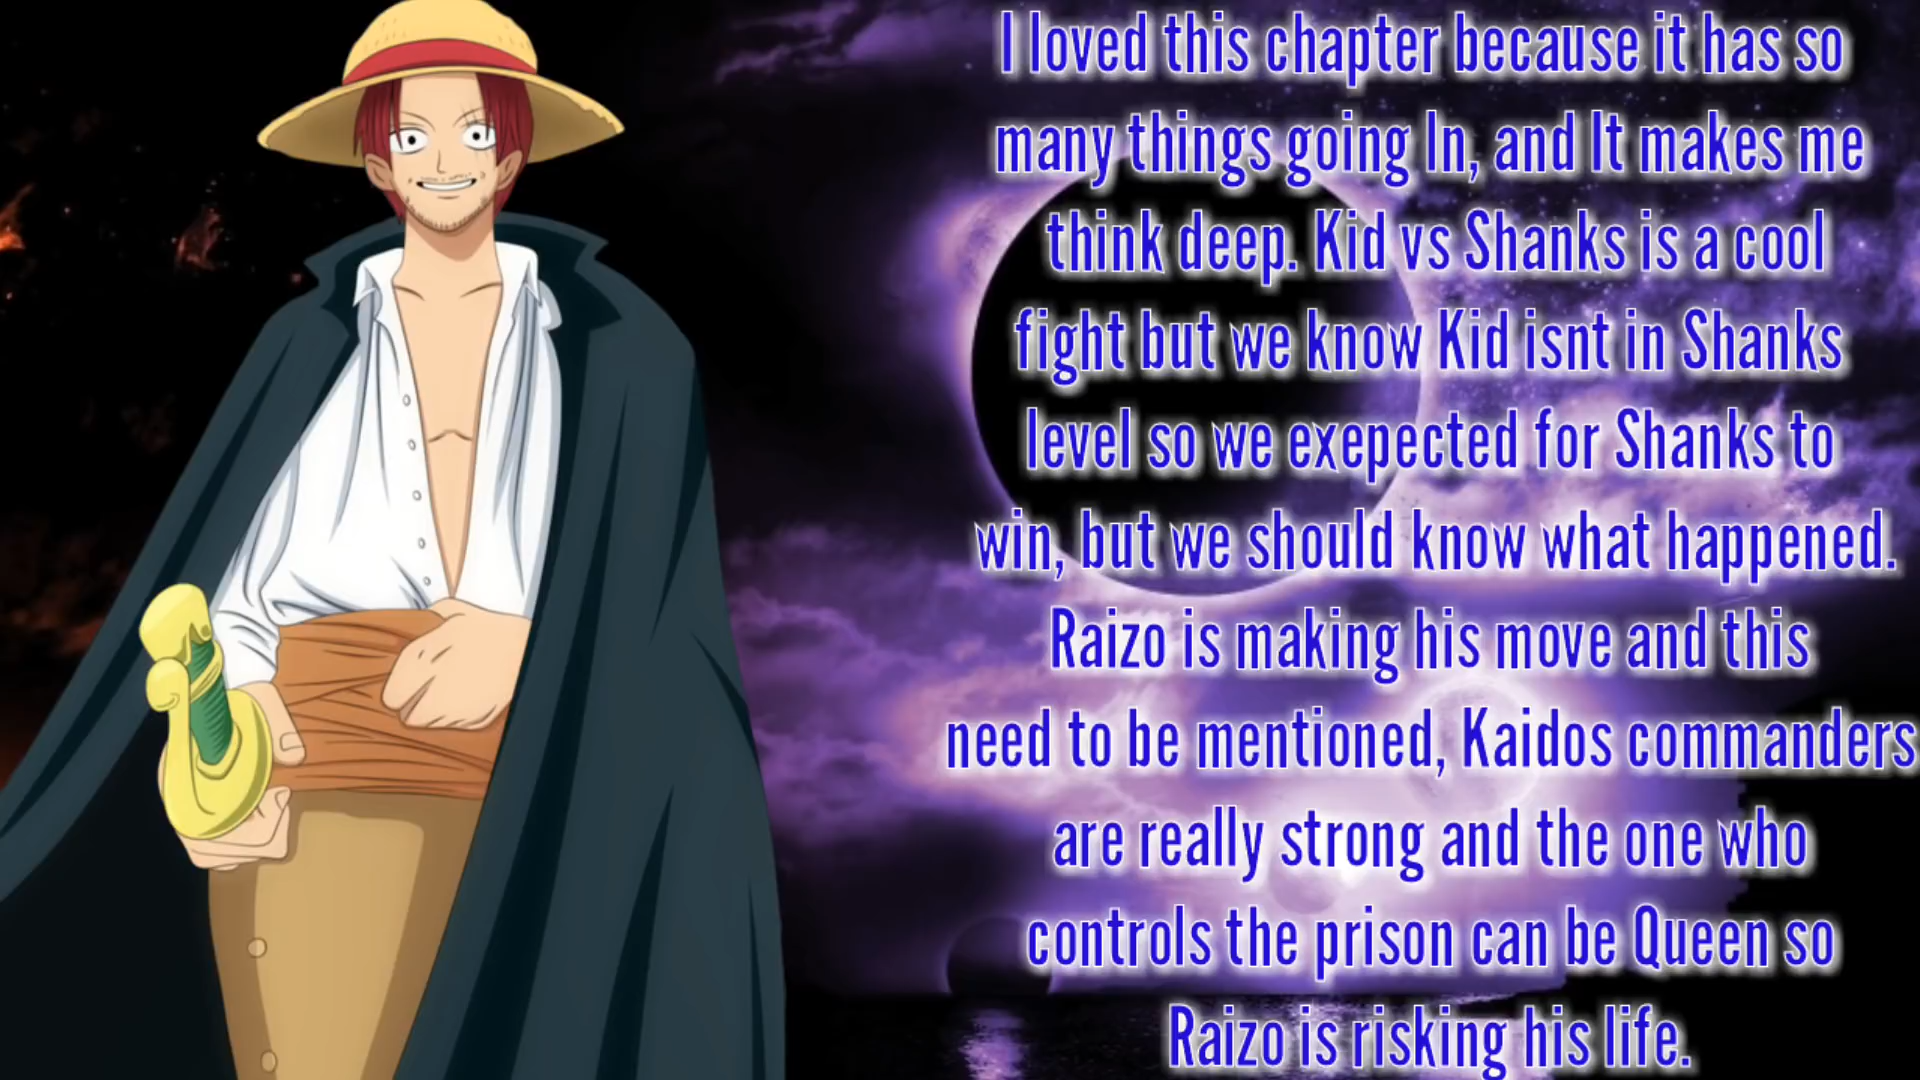 I loved this chapter because it has so
many things going In, and It makes me
think deep. Kid vs Shanks is a cool
fight but we know Kid isnt in Shanks
level so we exepected for Shanks to
win, but we should know what happened.
Raizo is making his move and this
need to be mentioned, Kaidos commanders
are really strong and the one who
controls the prison can be Queen so
Raizo is risking his life.